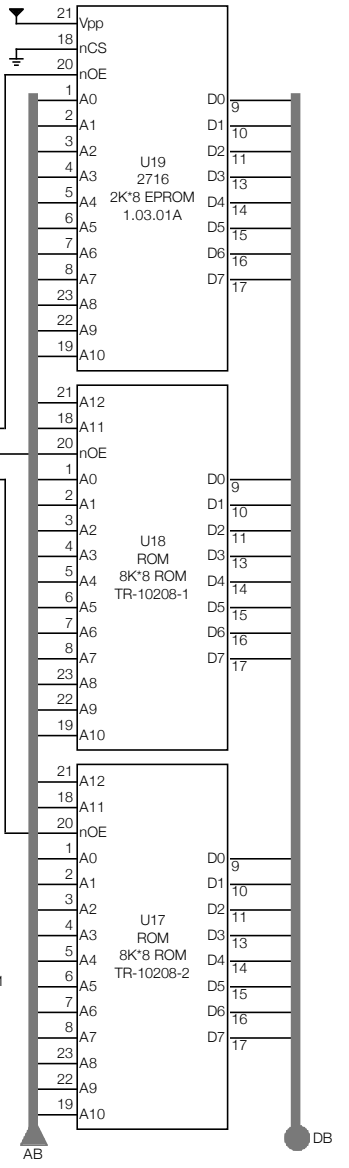 21 Vpp
18 nCS
20 nOE
1 A0 D0 9
2 A1 D1 10
3 A2 D2 11
4 A3 D3 13
5 A4 D4 14
6 A5 D5 15
7 A6 D6 16
8 A7 D7 17
23 A8
22 A9
19 A10
U19
2716
2K*8 EPROM
1.03.01A
21 A12
18 A11
20 nOE
1 A0 D0 9
2 A1 D1 10
3 A2 D2 11
4 A3 D3 13
5 A4 D4 14
6 A5 D5 15
7 A6 D6 16
8 A7 D7 17
23 A8
22 A9
19 A10
U18
ROM
8K*8 ROM
TR-10208-1
21 A12
18 A11
20 nOE
1 A0 D0 9
2 A1 D1 10
3 A2 D2 11
4 A3 D3 13
5 A4 D4 14
6 A5 D5 15
7 A6 D6 16
8 A7 D7 17
23 A8
22 A9
19 A10
U17
ROM
8K*8 ROM
TR-10208-2
AB
DB